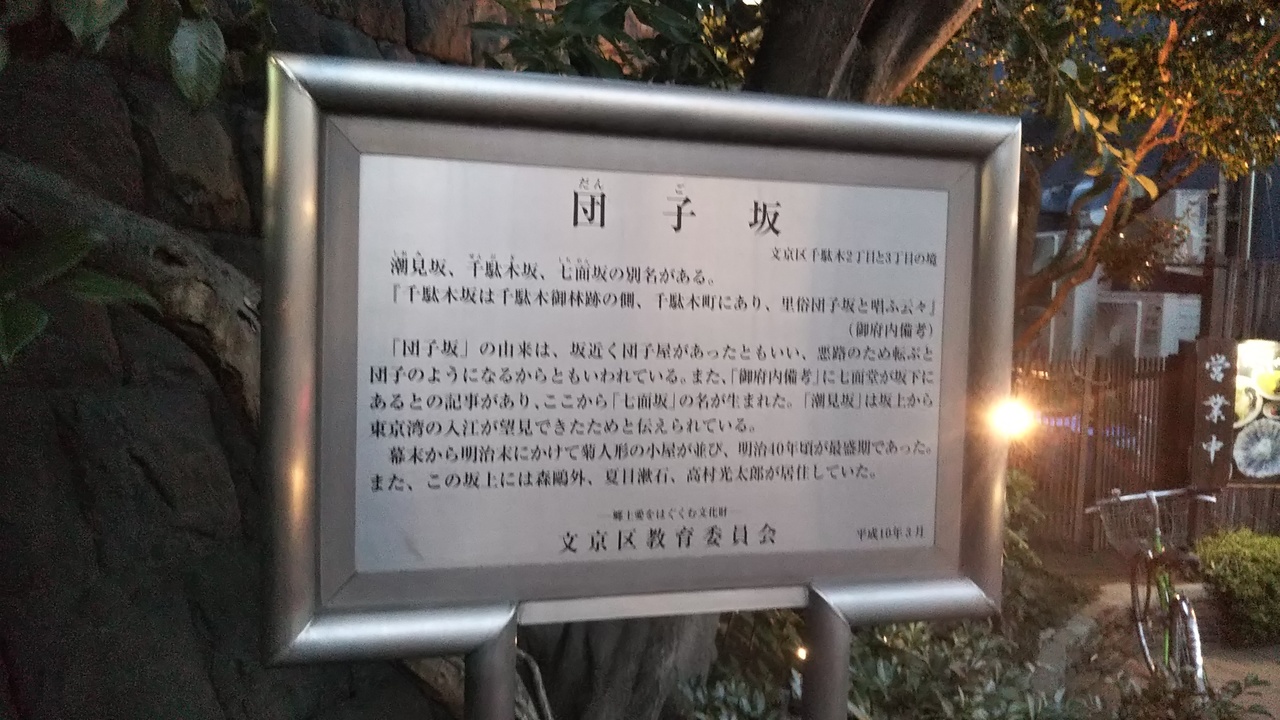 だん ご
団子坂
文京区千駄木2丁目と3丁目の境
潮見坂、千駄木坂、七面坂の別名がある。
『千駄木坂は千駄木御林跡の側、千駄木町にあり、里俗団子坂と唱ふ云々』
(御府内備考)
「団子坂」の由来は、坂近く団子屋があったともいい、悪路のため転ぶと
団子のようになるからともいわれている。また、「御府内備考」に七面堂が坂下に
あるとの記事があり、ここから「七面坂」の名が生まれた。「潮見坂」は坂上から
東京湾の入江が望見できたためと伝えられている。
幕末から明治末にかけて菊人形の小屋が並び、明治40年頃が最盛期であった。
また、この坂上には森鷗外、夏目漱石、高村光太郎が居住していた。
―郷土愛をはぐくむ文化財―
文京区教育委員会
平成10年3月
営業中